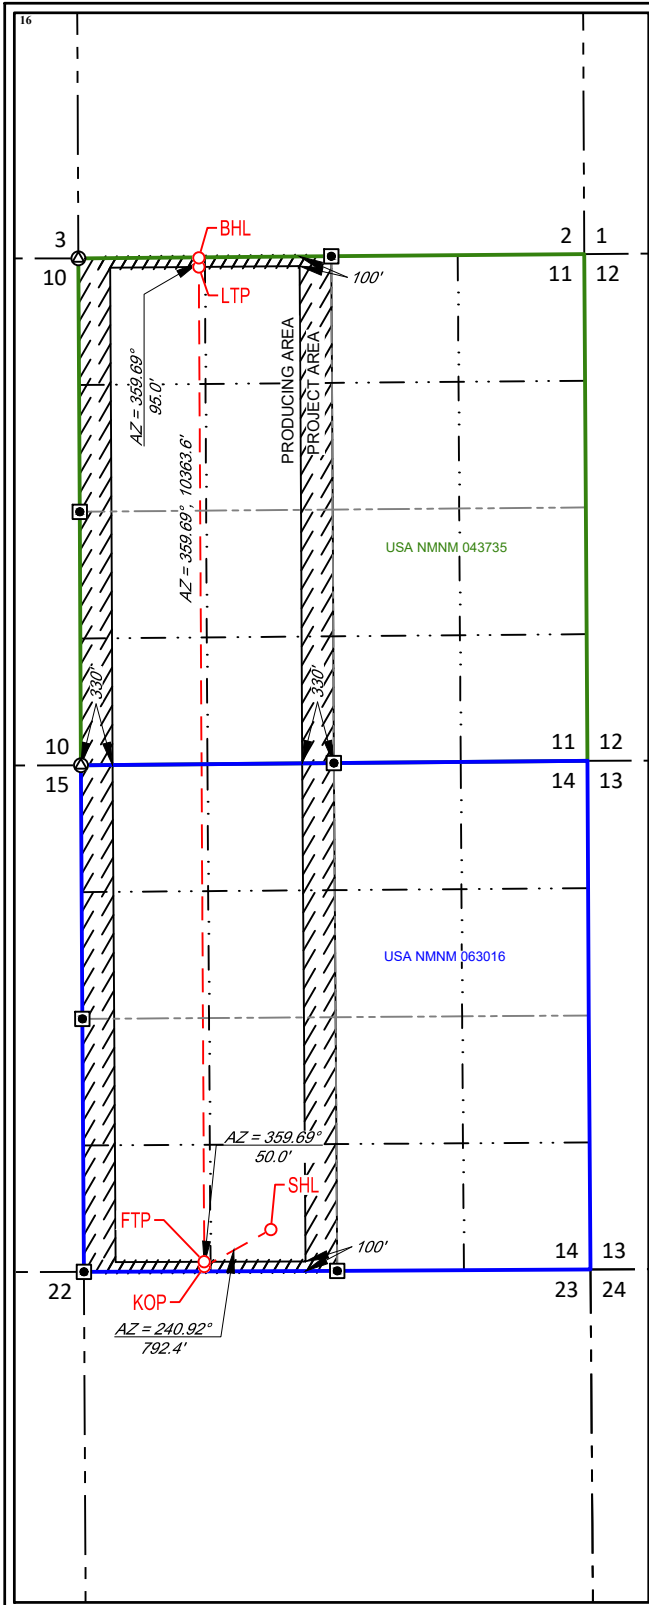 16
BHL
3
2
1
10
11
12
LTP
100'
AZ = 359.69°
95.0'
PRODUCING AREA
PROJECT AREA
AZ = 359.69°, 10363.6'
USA NMNM 043735
330'
330'
10
11
12
15
14
13
USA NMNM 063016
AZ = 359.69°
50.0'
SHL
FTP
100'
14
13
22
23
24
KOP
AZ = 240.92°
792.4'